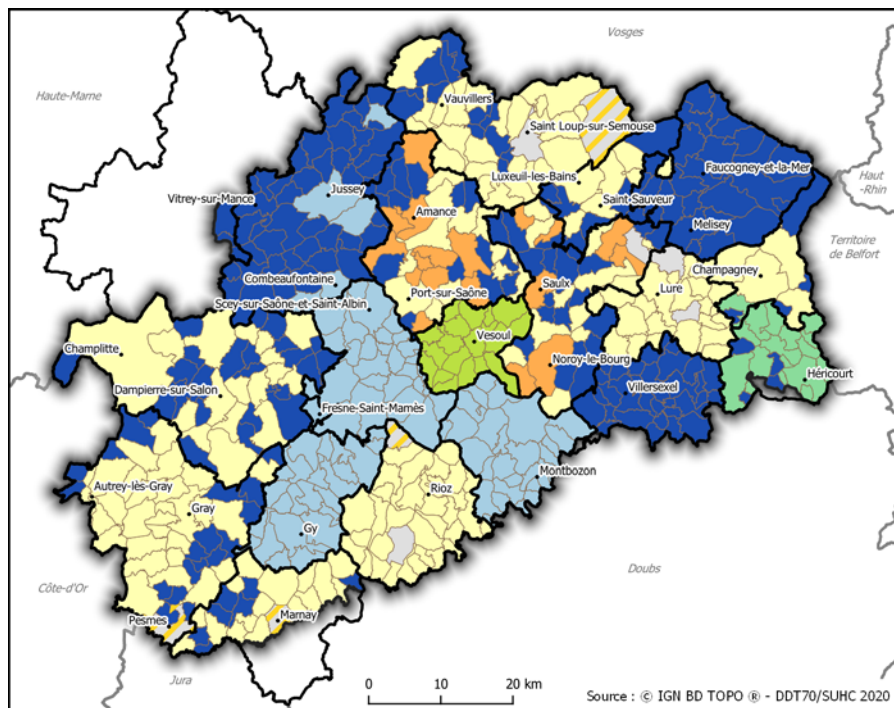 Vosges
Haute-Marne
Vauvillers
Saint Loup-sur-Semouse
Faucogney-et-la-Mer
Haut
-Rhin
Luxeuil-les-Bains
Vitrey-sur-Mance
Jussey
Saint-Sauveur
Amance
Melisey
Territoire
de Belfort
Combeaufontaine
Champagney
Saulx
Lure
Port-sur-Saône
Scey-sur-Saône-et-Saint-Albin
Vesoul
Champlitte
Noroy-le-Bourg
Héricourt
Dampierre-sur-Salon
Villersexel
Fresne-Saint-Mamès
Montbozon
Autrey-lès-Gray
Rioz
Gray
Gy
Côte-d'Or
Doubs
Pesmes
Marnay
Jura
0 10 20 km
Source : © IGN BD TOPO ® - DDT70/SUHC 2020